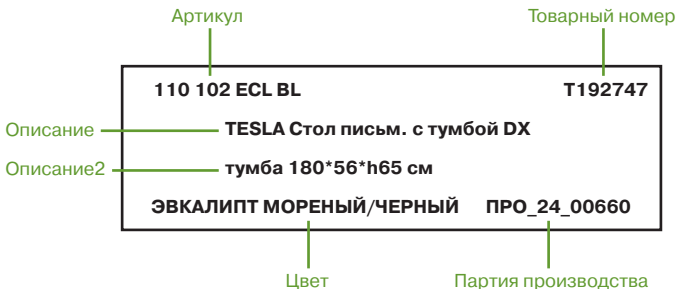 Артикул Товарный номер
110 102 ECL BL T192747
Описание TESLA Стол письм. с тумбой DX
Описание2 тумба 180*56*h65 см
ЭВКАЛИПТ МОРЕНЫЙ/ЧЕРНЫЙ ПРО_24_00660
Цвет Партия производства